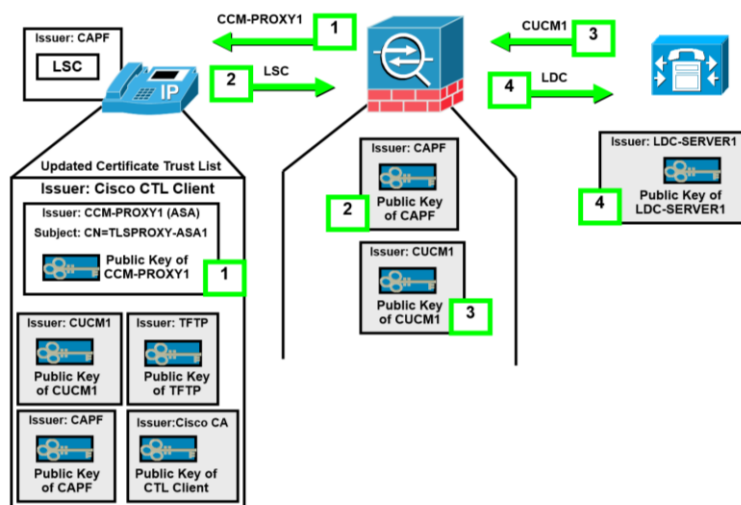 CCM-PROXY1
1
CUCM1
3
Issuer: CAPF
LSC
IP
2
LSC
4
LDC
Updated Certificate Trust List
Issuer: Cisco CTL Client
Issuer: CCM-PROXY1 (ASA)
Subject: CN=TLSPROXY-ASA1
Public Key of
CCM-PROXY1
1
Issuer: CUCM1
Public Key
of CUCM1
Issuer: TFTP
Public Key
of TFTP
Issuer: CAPF
Public Key
of CAPF
Issuer:Cisco CA
Public Key of
CTL Client
Issuer: CAPF
Public Key
of CAPF
2
Issuer: CUCM1
Public Key
of CUCM1
3
Issuer: LDC-SERVER1
Public Key of
LDC-SERVER1
4